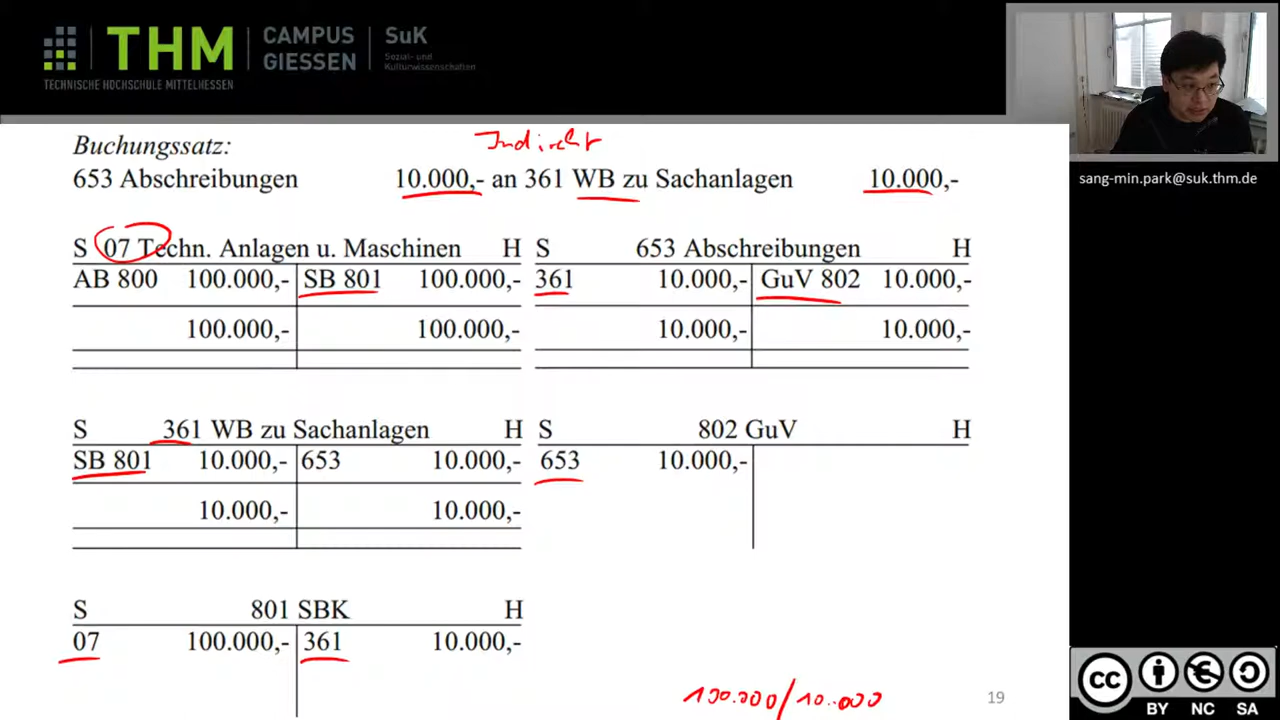 THM
CAMPUS
GIESSEN
SuK
Sozial- und
Kulturwissenschaften
TECHNISCHE HOCHSCHULE MITTELHESSEN
sang-min.park@suk.thm.de
Indirekt
Buchungssatz:
653 Abschreibungen 10.000,- an 361 WB zu Sachanlagen 10.000,-
S 07 Techn. Anlagen u. Maschinen H
AB 800 100.000,- SB 801 100.000,-
100.000,- 100.000,-
S 653 Abschreibungen H
361 10.000,- GuV 802 10.000,-
10.000,- 10.000,-
S 361 WB zu Sachanlagen H
SB 801 10.000,- 653 10.000,-
10.000,- 10.000,-
S 802 GuV H
653 10.000,-
S 801 SBK H
07 100.000,- 361 10.000,-
100.000/10.000
19
CC
BY NC SA